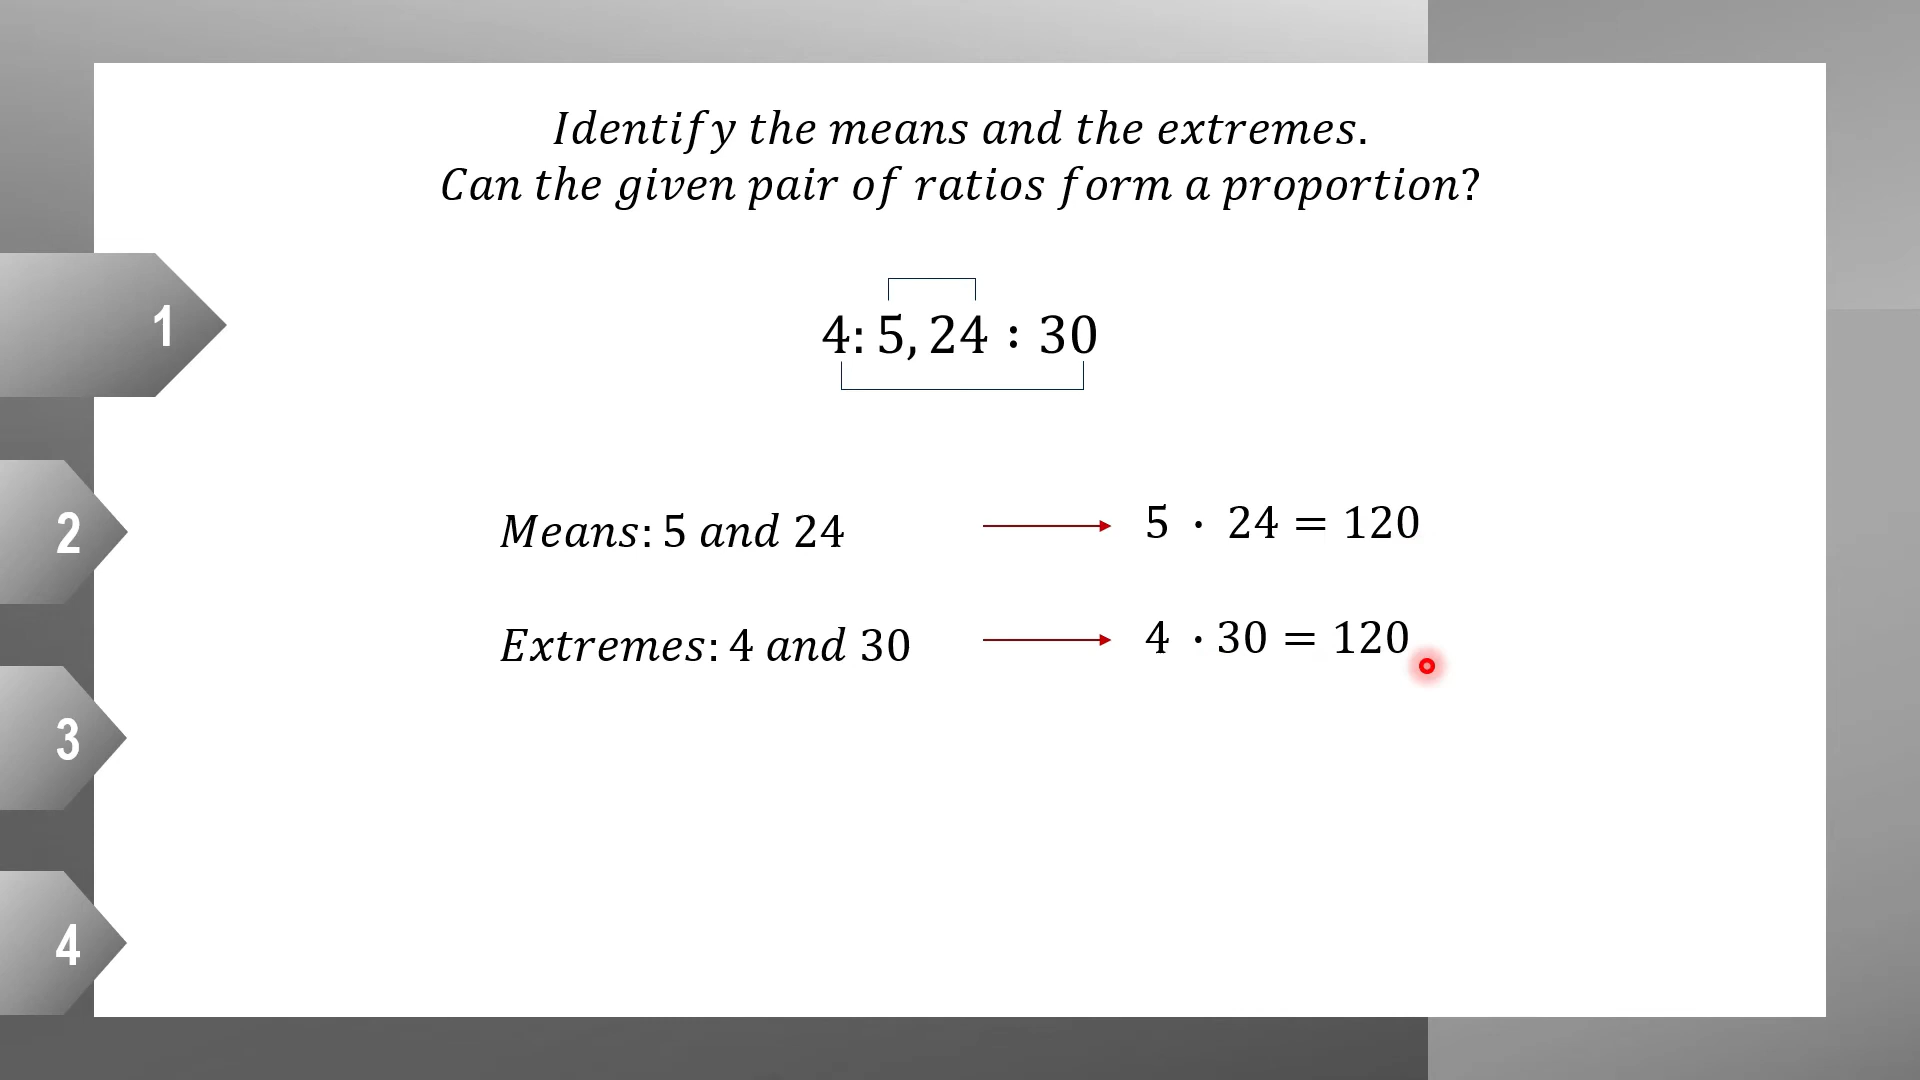 Identify the means and the extremes.
Can the given pair of ratios form a proportion?
1
4:5,24 : 30
2
Means: 5 and 24
5 · 24 = 120
Extremes: 4 and 30
4 · 30 = 120
3
4